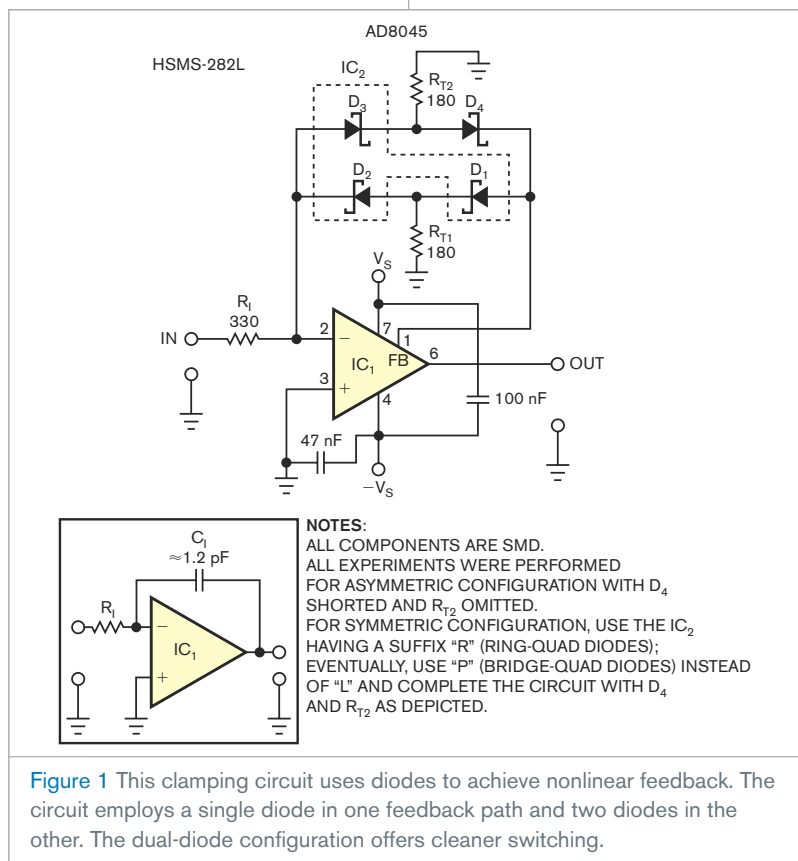 AD8045
HSMS-282L
IC2
RT2
180
D3
D4
D2
D1
RT1
180
VS
RI
330
IN
2
−
7
1
FB
6
IC1
OUT
3
+
4
100 nF
47 nF
−VS
CI
≈1.2 pF
RI
−
IC1
+
NOTES:
ALL COMPONENTS ARE SMD.
ALL EXPERIMENTS WERE PERFORMED
FOR ASYMMETRIC CONFIGURATION WITH D4
SHORTED AND RT2 OMITTED.
FOR SYMMETRIC CONFIGURATION, USE THE IC2
HAVING A SUFFIX “R” (RING-QUAD DIODES);
EVENTUALLY, USE “P” (BRIDGE-QUAD DIODES) INSTEAD
OF “L” AND COMPLETE THE CIRCUIT WITH D4
AND RT2 AS DEPICTED.
Figure 1 This clamping circuit uses diodes to achieve nonlinear feedback. The
circuit employs a single diode in one feedback path and two diodes in the
other. The dual-diode configuration offers cleaner switching.